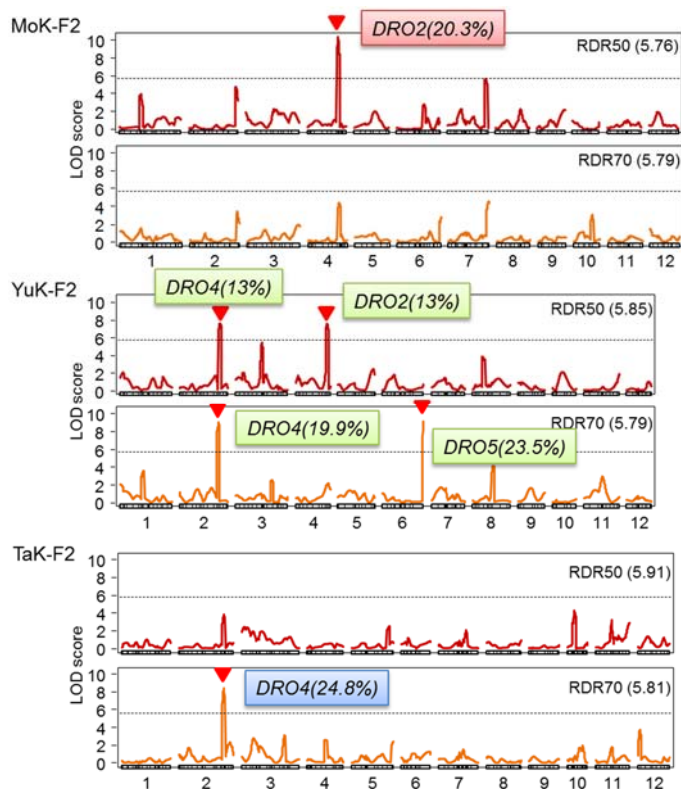 MoK-F2
DRO2(20.3%)
RDR50 (5.76)
10
8
6
4
2
0
LOD score
RDR70 (5.79)
10
8
6
4
2
0
1 2 3 4 5 6 7 8 9 10 11 12
YuK-F2
DRO4(13%)
DRO2(13%)
RDR50 (5.85)
10
8
6
4
2
0
LOD score
DRO4(19.9%)
RDR70 (5.79)
DRO5(23.5%)
10
8
6
4
2
0
1 2 3 4 5 6 7 8 9 10 11 12
TaK-F2
RDR50 (5.91)
10
8
6
4
2
0
LOD score
DRO4(24.8%)
RDR70 (5.81)
10
8
6
4
2
0
1 2 3 4 5 6 7 8 9 10 11 12